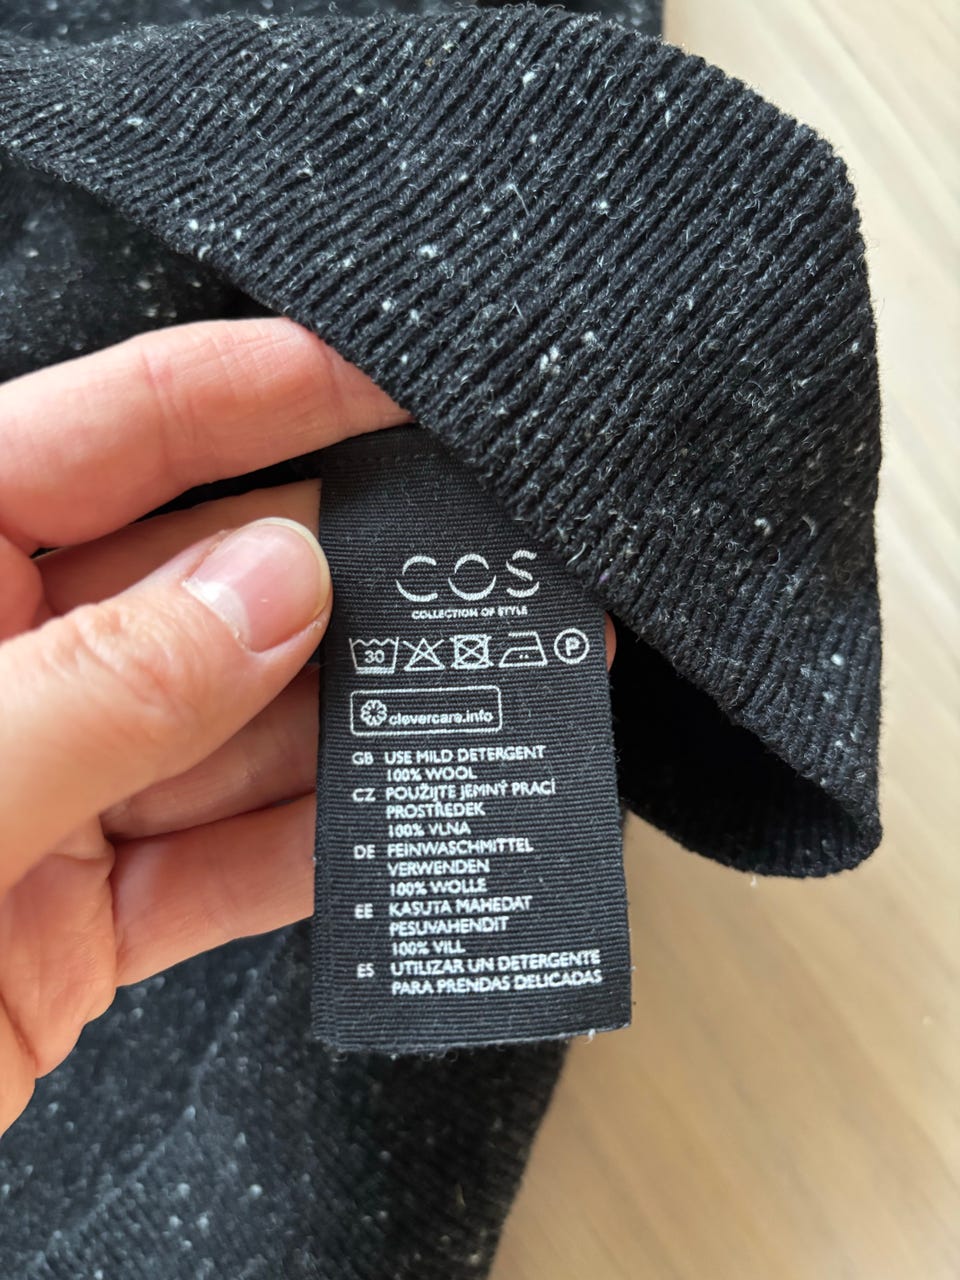 COS
COLLECTION OF STYLE
30 P
clevercare.info
GB USE MILD DETERGENT
100% WOOL
CZ POUŽIJTE JEMNÝ PRACÍ
PROSTŘEDEK
100% VLNA
DE FEINWASCHMITTEL
VERWENDEN
100% WOLLE
EE KASUTA MAHEDAT
PESUVAHENDIT
100% VILL
ES UTILIZAR UN DETERGENTE
PARA PRENDAS DELICADAS